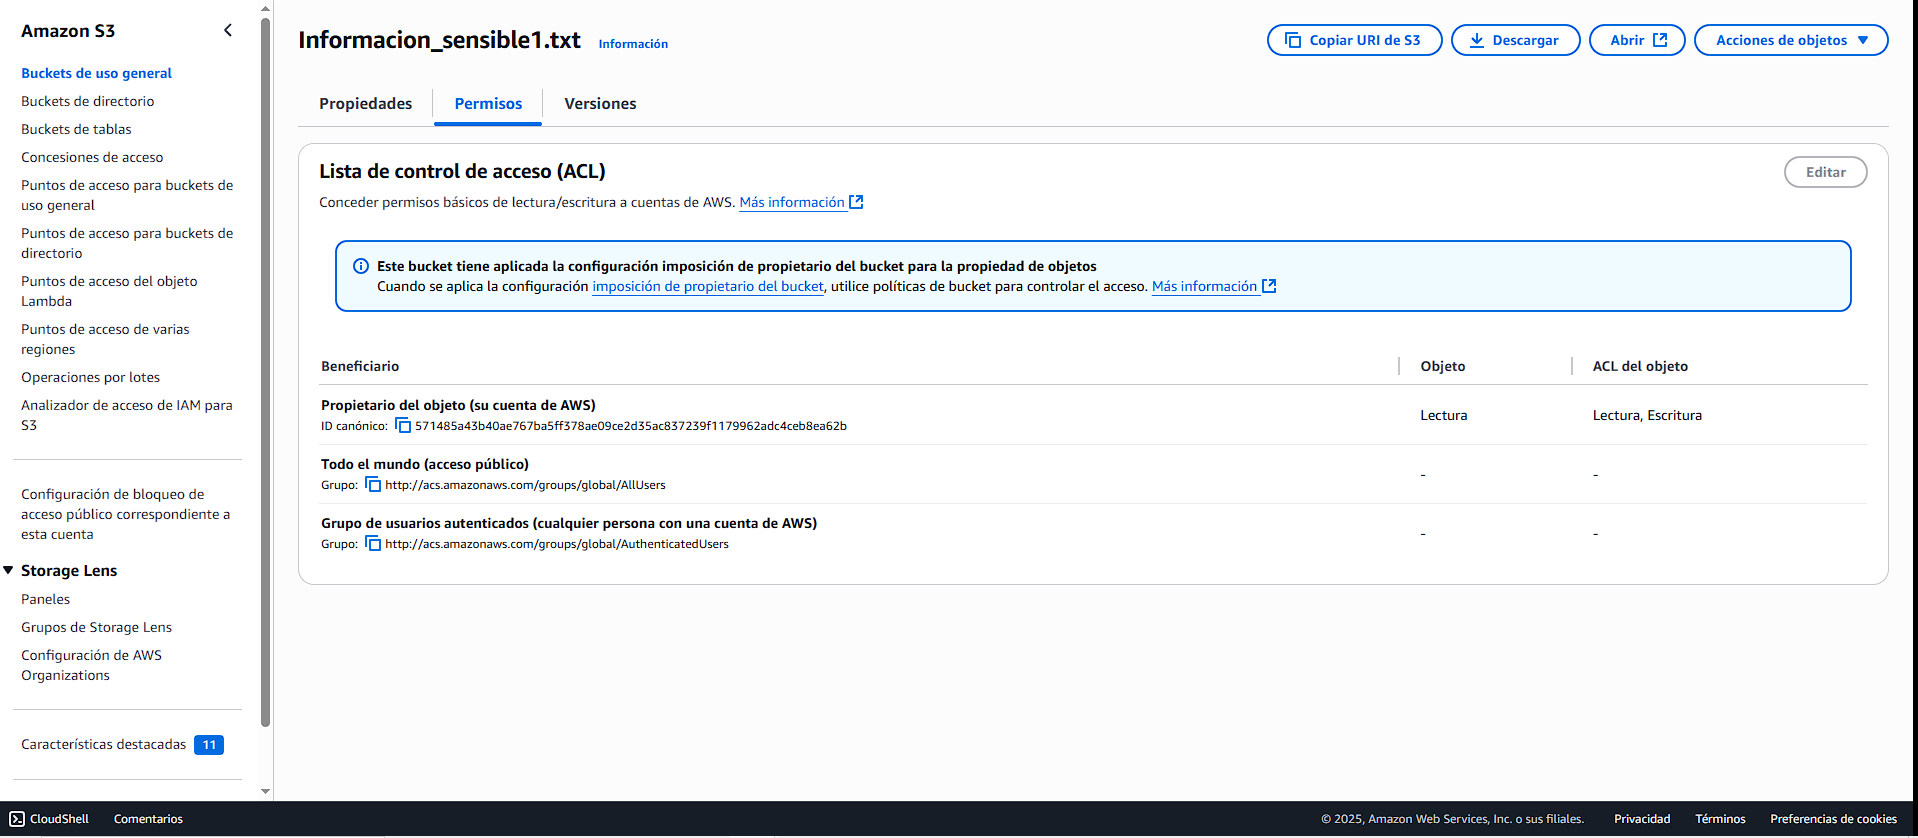 Amazon S3
Buckets de uso general
Buckets de directorio
Buckets de tablas
Concesiones de acceso
Puntos de acceso para buckets de
uso general
Puntos de acceso para buckets de
directorio
Puntos de acceso del objeto
Lambda
Puntos de acceso de varias
regiones
Operaciones por lotes
Analizador de acceso de IAM para
S3
Configuración de bloqueo de
acceso público correspondiente a
esta cuenta
Storage Lens
Paneles
Grupos de Storage Lens
Configuración de AWS
Organizations
Características destacadas 11
Informacion_sensible1.txt Información
Copiar URI de S3 Descargar Abrir Acciones de objetos
Propiedades Permisos Versiones
Lista de control de acceso (ACL) Editar
Conceder permisos básicos de lectura/escritura a cuentas de AWS. Más información
Este bucket tiene aplicada la configuración imposición de propietario del bucket para la propiedad de objetos
Cuando se aplica la configuración imposición de propietario del bucket, utilice políticas de bucket para controlar el acceso. Más información
Beneficiario Objeto ACL del objeto
Propietario del objeto (su cuenta de AWS)
ID canónico: 571485a43b40ae767ba5ff378ae09ce2d35ac837239f1179962adc4ceb8ea62b
Lectura Lectura, Escritura
Todo el mundo (acceso público)
Grupo: http://acs.amazonaws.com/groups/global/AllUsers
- -
Grupo de usuarios autenticados (cualquier persona con una cuenta de AWS)
Grupo: http://acs.amazonaws.com/groups/global/AuthenticatedUsers
- -
CloudShell Comentarios © 2025, Amazon Web Services, Inc. o sus filiales. Privacidad Términos Preferencias de cookies